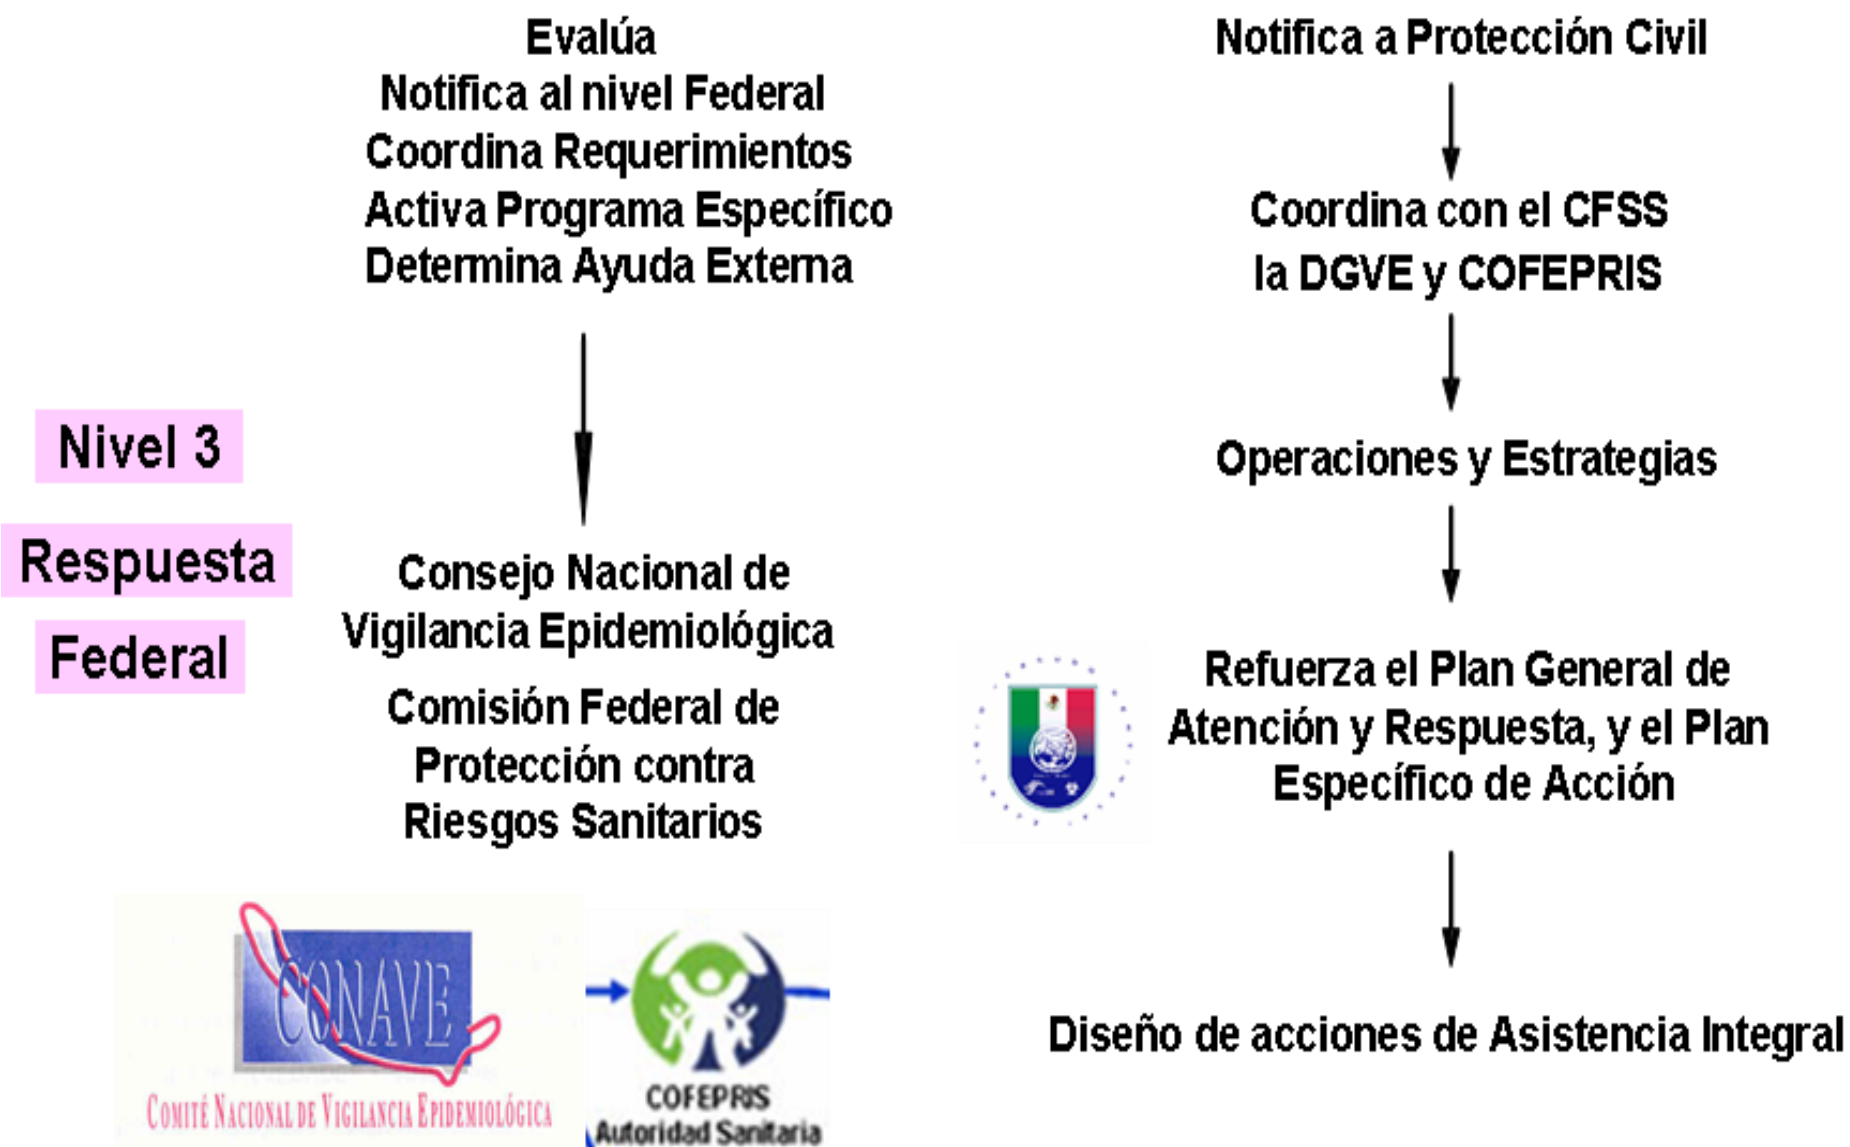 Evalúa
Notifica al nivel Federal
Coordina Requerimientos
Activa Programa Específico
Determina Ayuda Externa
Nivel 3
Respuesta
Federal
Consejo Nacional de
Vigilancia Epidemiológica
Comisión Federal de
Protección contra
Riesgos Sanitarios
CONAVE
COMITÉ NACIONAL DE VIGILANCIA EPIDEMIOLÓGICA
COFEPRIS
Autoridad Sanitaria
Notifica a Protección Civil
Coordina con el CFSS
la DGVE y COFEPRIS
Operaciones y Estrategias
Refuerza el Plan General de
Atención y Respuesta, y el Plan
Específico de Acción
Diseño de acciones de Asistencia Integral